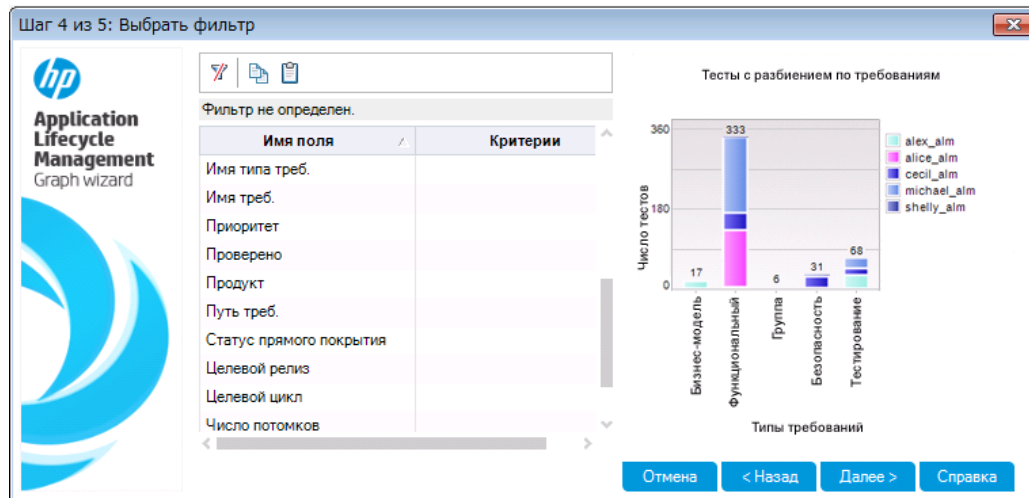 Шаг 4 из 5: Выбрать фильтр
hp
Application
Lifecycle
Management
Graph wizard
Фильтр не определен.
Имя поля
Критерии
Имя типа треб.
Имя треб.
Приоритет
Проверено
Продукт
Путь треб.
Статус прямого покрытия
Целевой релиз
Целевой цикл
Число потомков
Тесты с разбиением по требованиям
Число тестов
360
180
0
17
333
6
31
68
Бизнес-модель
Функциональный
Группа
Безопасность
Тестирование
Типы требований
alex_alm
alice_alm
cecil_alm
michael_alm
shelly_alm
Отмена
< Назад
Далее >
Справка